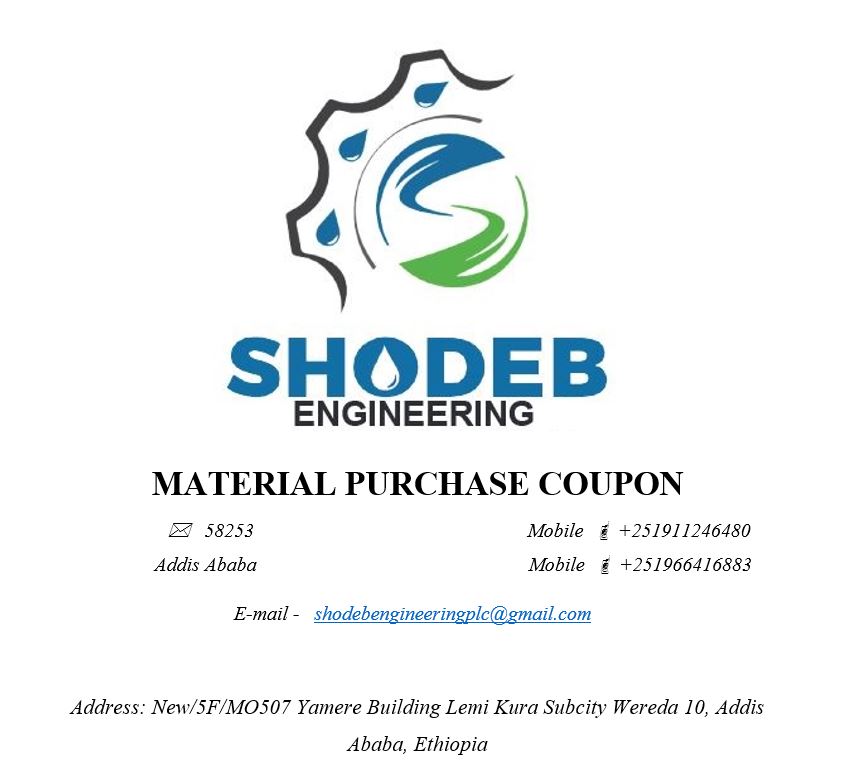 SHODEB
ENGINEERING
MATERIAL PURCHASE COUPON
58253 Mobile +251911246480
Addis Ababa Mobile +251966416883
E-mail - shodebengineeringplc@gmail.com
Address: New/5F/MO507 Yamere Building Lemi Kura Subcity Wereda 10, Addis
Ababa, Ethiopia